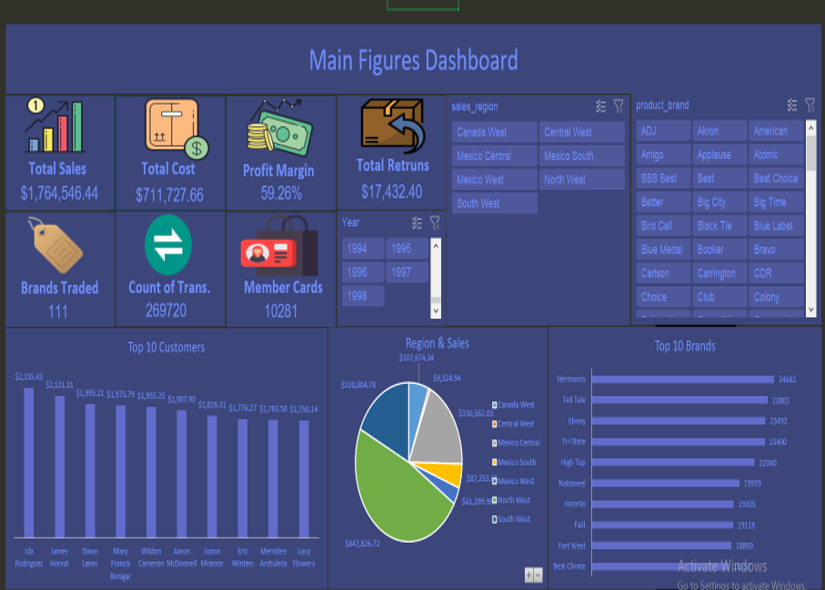 Main Figures Dashboard
Total Sales
$1,764,546.44
Total Cost
$711,727.66
Profit Margin
59.26%
Total Retruns
$17,432.40
Brands Traded
111
Count of Trans.
269720
Member Cards
10281
Year
1994 1995
1996 1997
1998
sales_region
Canada West Central West
Mexico Central Mexico South
Mexico West North West
South West
product_brand
ADJ Akron American
Amigo Applause Atomic
BBB Best Best Best Choice
Better Big City Big Time
Bird Call Black Tie Blue Label
Blue Medal Booker Bravo
Carlson Carrington CDR
Choice Club Colony
Top 10 Customers
$2,235.43 $2,121.31 $1,995.21 $1,973.79 $1,955.25 $1,907.90 $1,826.31 $1,776.27 $1,763.58 $1,750.14
Ida Rodriguez
James Horvat
Dawn Laner
Mary Francis Benigar
Wildon Cameron
Aaron McDonnell
Joann Mramor
Eric Winters
Merridee Archuleta
Lucy Flowers
Region & Sales
$107,674.34
$9,324.94
$330,362.03
$87,253.
$61,299.9
$847,826.72
$320,804.78
Canada West
Central West
Mexico Central
Mexico South
Mexico West
North West
South West
Top 10 Brands
Hermanos 24682
Tell Tale 23801
Ebony 23492
Tri-State 23400
High Top 22040
Nationeel 19959
Horatio
Fast 19118
Fort West
Best Choice
Activate Windows
Go to Settings to activate Windows.